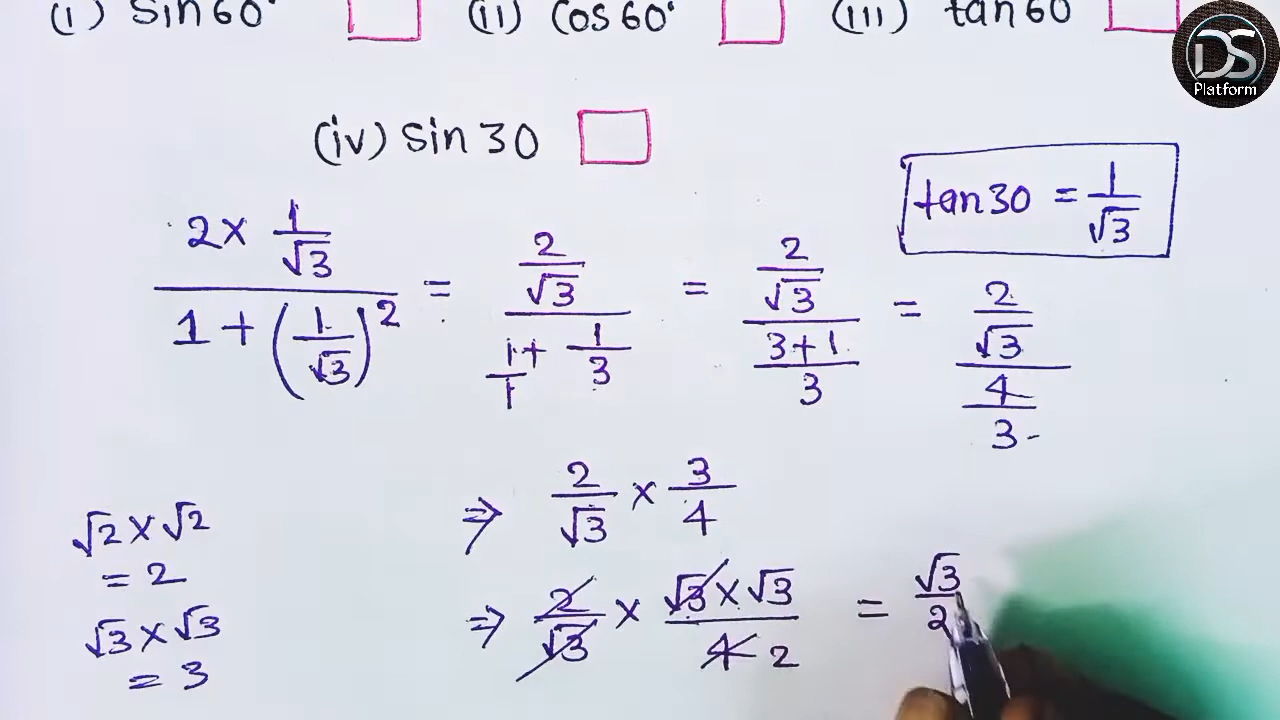 (i) Sin60° (ii) Cos60° (iii) tan60
DS
Platform
(iv) Sin 30
tan30 = 1/√3
(2 × 1/√3)/(1 + (1/√3)²) = (2/√3)/(1/1 + 1/3) = (2/√3)/((3+1)/3) = (2/√3)/(4/3)
⇒ 2/√3 × 3/4
√2 × √2
= 2
⇒ 2/√3 × (√3 × √3)/4 2 = √3/2
√3 × √3
= 3